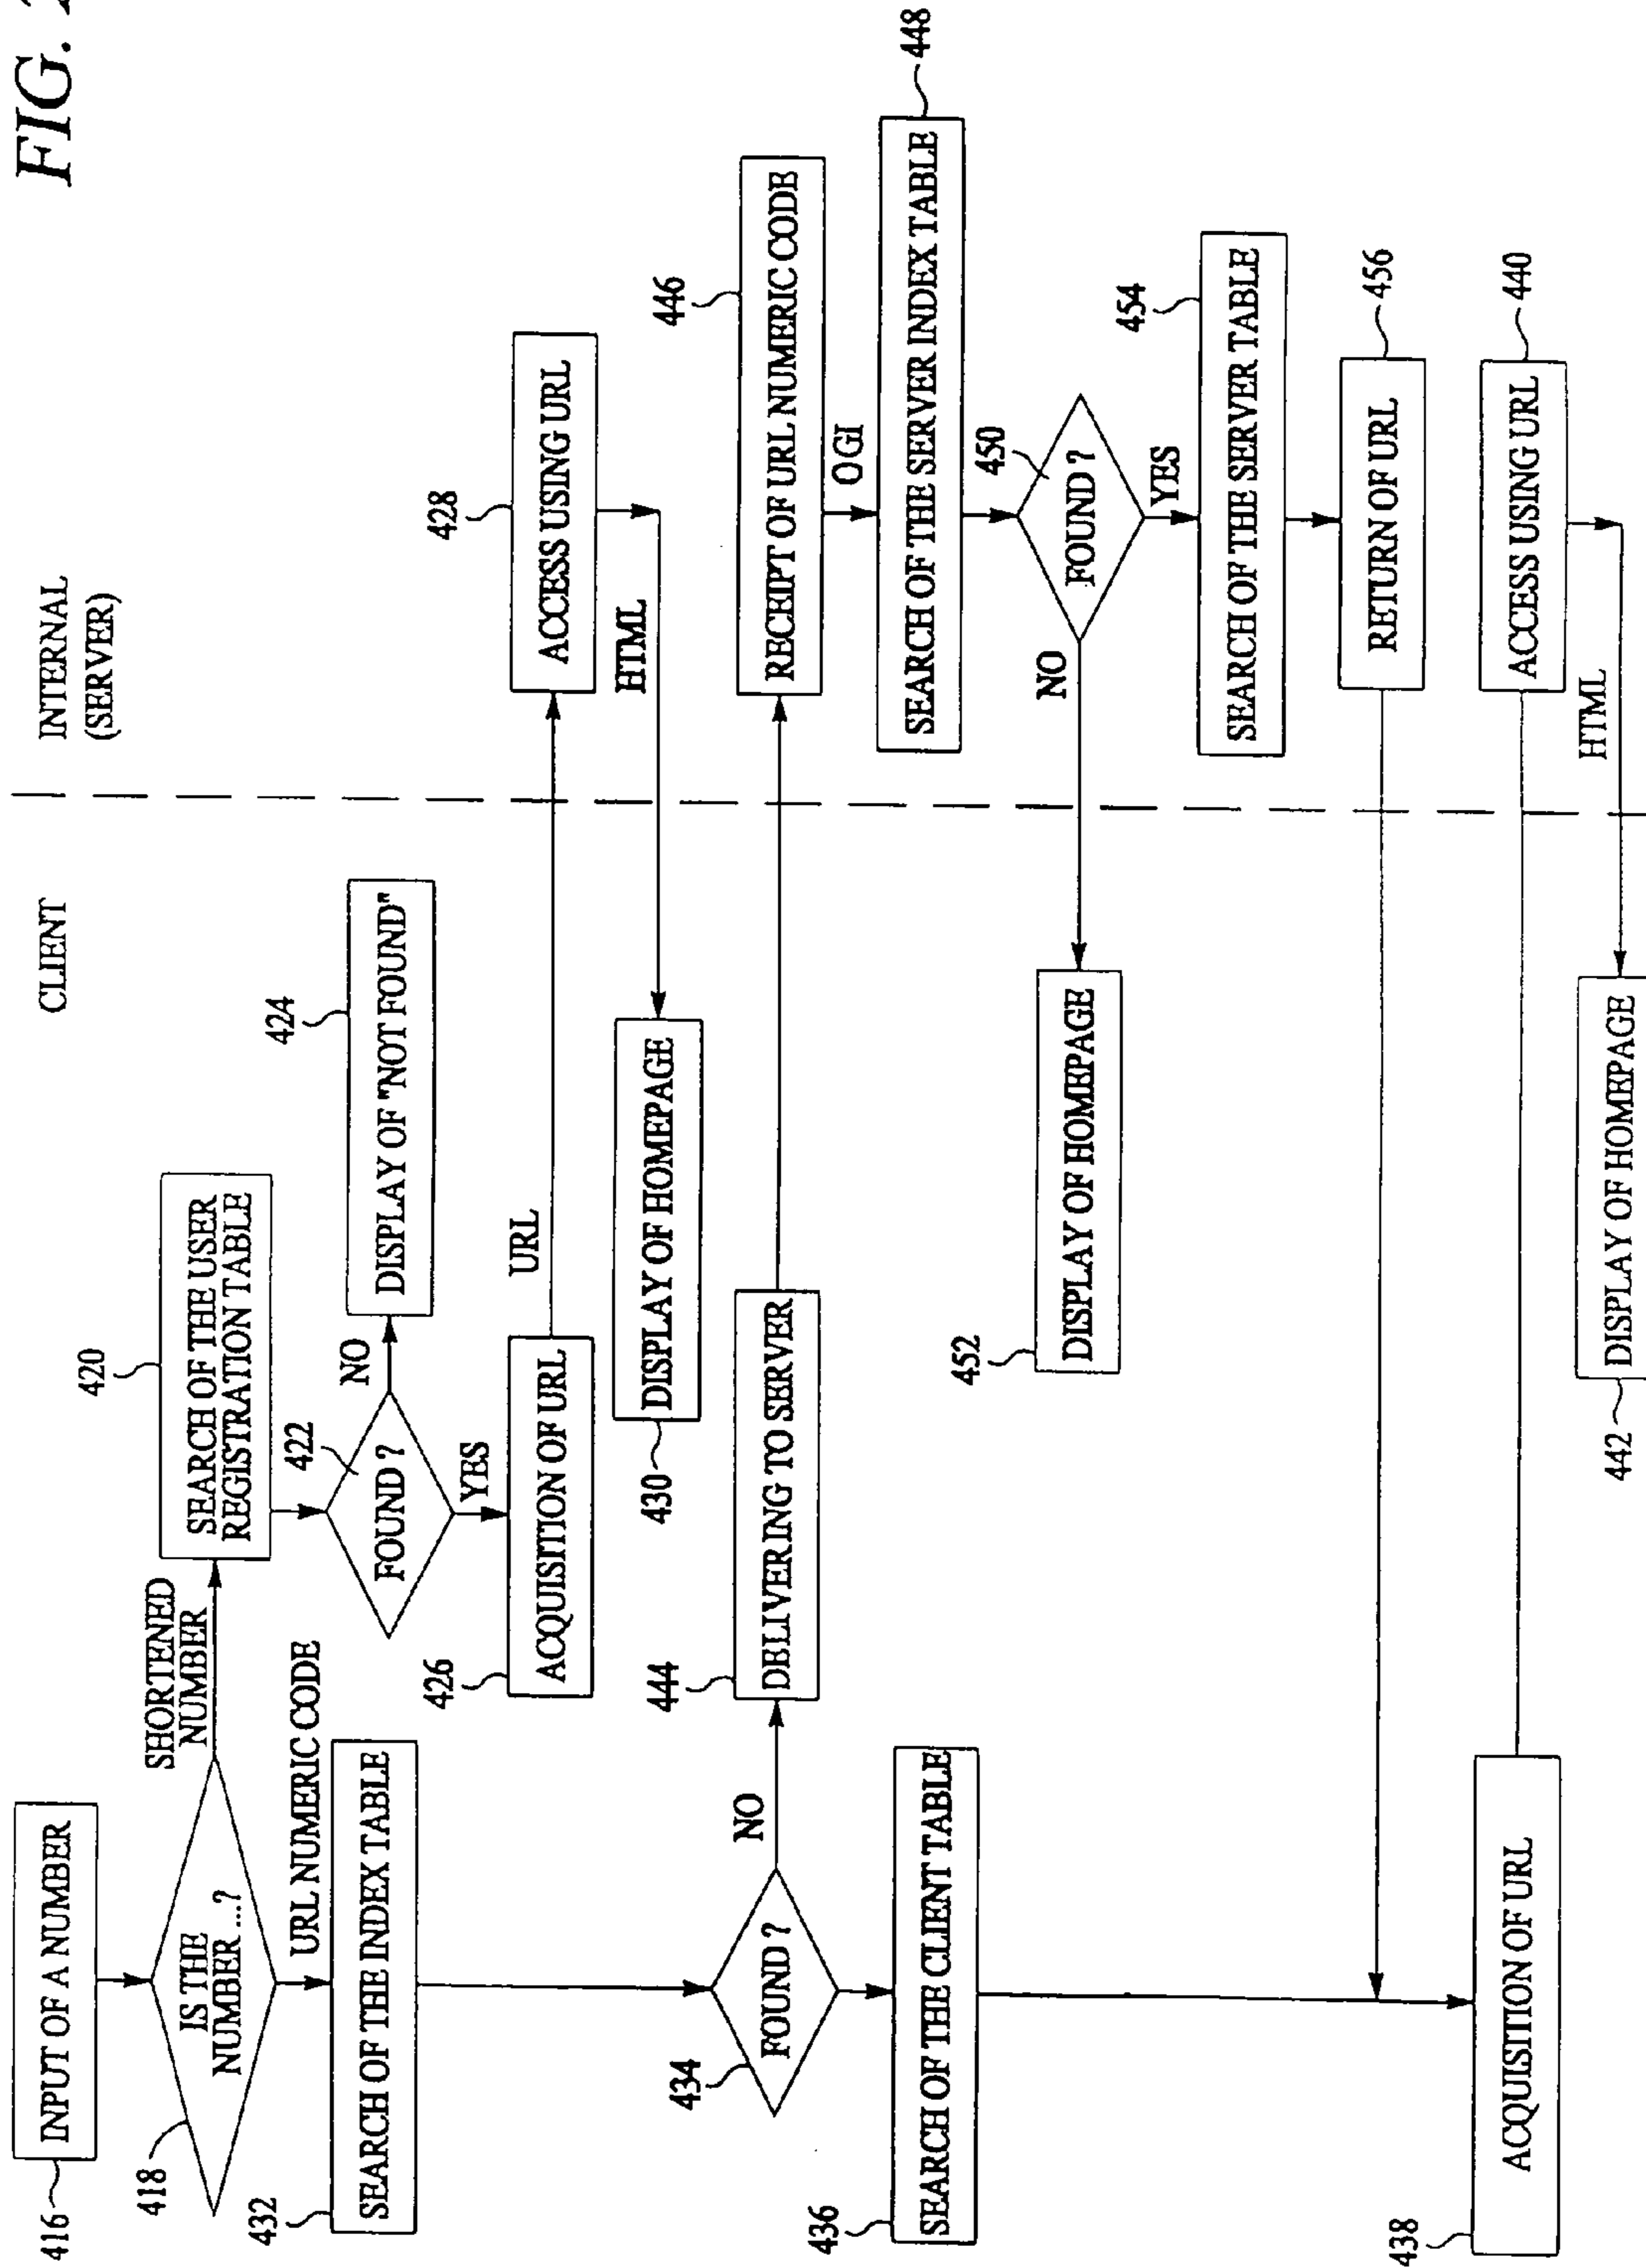 FIG.
CLIENT
INTERNAL
(SERVER)
416
INPUT OF A NUMBER
418
IS THE
NUMBER...?
SHORTENED
NUMBER
420
SEARCH OF THE USER
REGISTRATION TABLE
URL NUMERIC CODE
432
SEARCH OF THE INDEX TABLE
422
FOUND ?
NO
424
DISPLAY OF "NOT FOUND"
YES
426
ACQUISITION OF URL
URL
428
ACCESS USING URL
HTML
430
DISPLAY OF HOMEPAGE
434
FOUND ?
NO
444
DELIVERING TO SERVER
446
RECEIPT OF URL NUMERIC CODE
OGI
436
SEARCH OF THE CLIENT TABLE
SEARCH OF THE SERVER INDEX TABLE
448
450
FOUND ?
NO
452
DISPLAY OF HOMEPAGE
YES
454
SEARCH OF THE SERVER TABLE
RETURN OF URL
456
438
ACQUISITION OF URL
ACCESS USING URL
440
HTML
442
DISPLAY OF HOMEPAGE